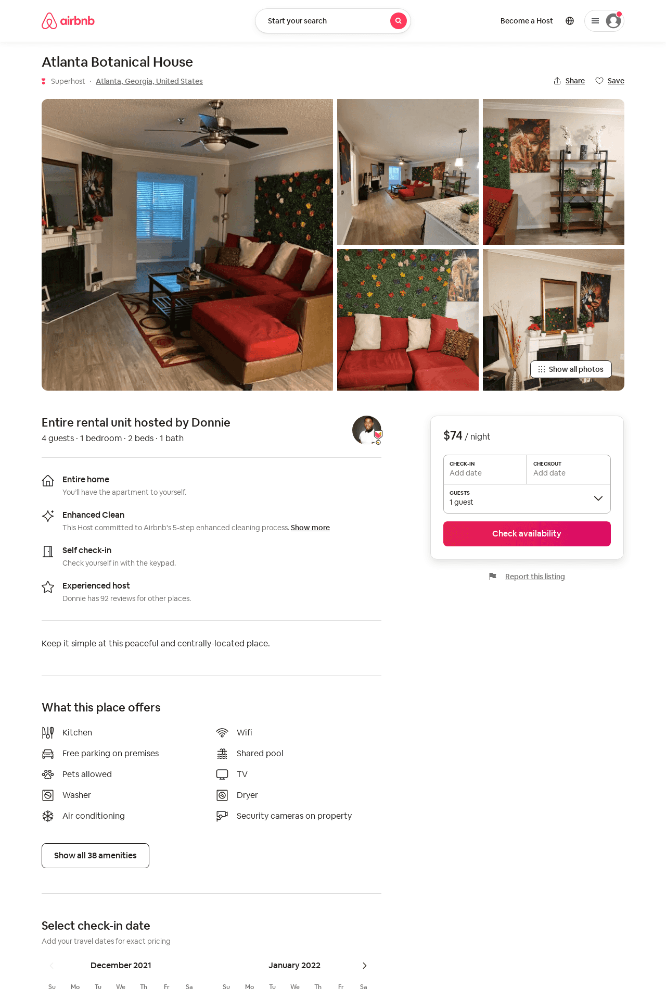 airbnb
Start your search
Become a Host
Atlanta Botanical House
Superhost · Atlanta, Georgia, United States
Share
Save
Show all photos
Entire rental unit hosted by Donnie
4 guests · 1 bedroom · 2 beds · 1 bath
Entire home
You'll have the apartment to yourself.
Enhanced Clean
This Host committed to Airbnb's 5-step enhanced cleaning process. Show more
Self check-in
Check yourself in with the keypad.
Experienced host
Donnie has 92 reviews for other places.
$74 / night
CHECK-IN
Add date
CHECKOUT
Add date
GUESTS
1 guest
Check availability
Report this listing
Keep it simple at this peaceful and centrally-located place.
What this place offers
Kitchen
Wifi
Free parking on premises
Shared pool
Pets allowed
TV
Washer
Dryer
Air conditioning
Security cameras on property
Show all 38 amenities
Select check-in date
Add your travel dates for exact pricing
December 2021
January 2022
Su Mo Tu We Th Fr Sa
Su Mo Tu We Th Fr Sa